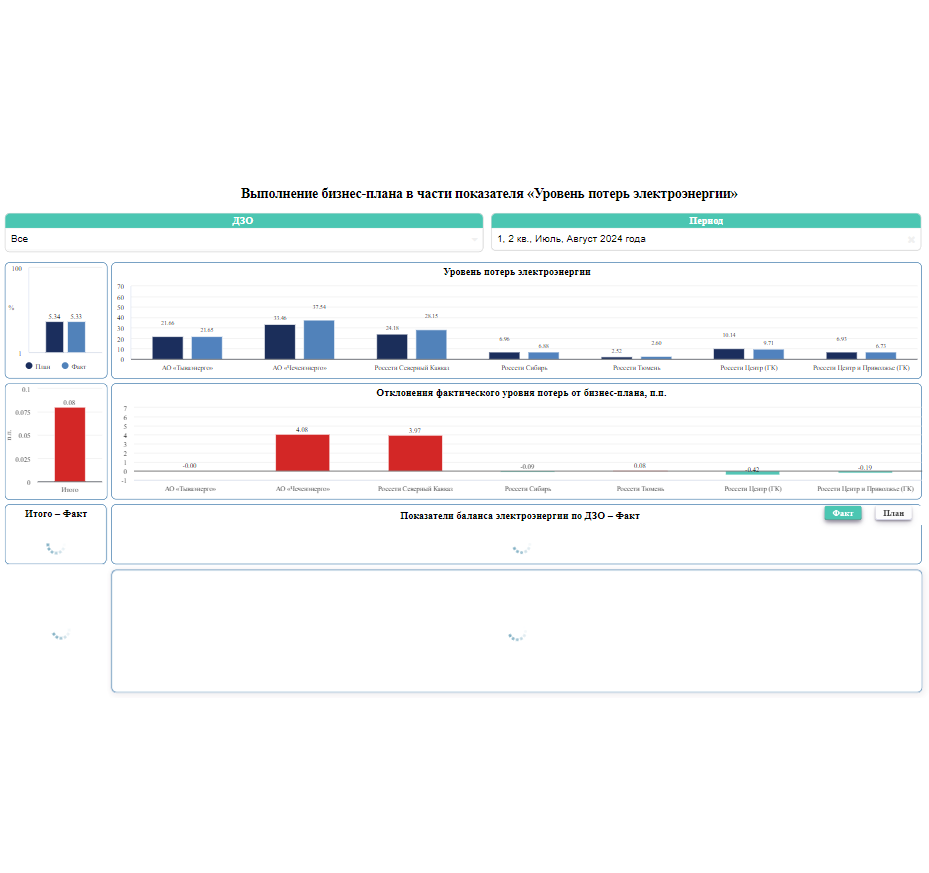 Выполнение бизнес-плана в части показателя «Уровень потерь электроэнергии»
ДЗО
Период
Все
1, 2 кв., Июль, Август 2024 года
100
%
1
5.34
5.33
План
Факт
Уровень потерь электроэнергии
70
60
50
40
30
20
10
0
21.66
21.65
33.46
37.54
24.18
28.15
6.96
6.88
2.52
2.60
10.14
9.71
6.93
6.73
АО «Тываэнерго»
АО «Чеченэнерго»
Россети Северный Кавказ
Россети Сибирь
Россети Тюмень
Россети Центр (ГК)
Россети Центр и Приволжье (ГК)
0.1
0.075
0.05
0.025
0
п.п.
0.08
Итого
Отклонения фактического уровня потерь от бизнес-плана, п.п.
7
6
5
4
3
2
1
0
-1
-0.00
4.08
3.97
-0.09
0.08
-0.42
-0.19
АО «Тываэнерго»
АО «Чеченэнерго»
Россети Северный Кавказ
Россети Сибирь
Россети Тюмень
Россети Центр (ГК)
Россети Центр и Приволжье (ГК)
Итого – Факт
Показатели баланса электроэнергии по ДЗО – Факт
Факт
План